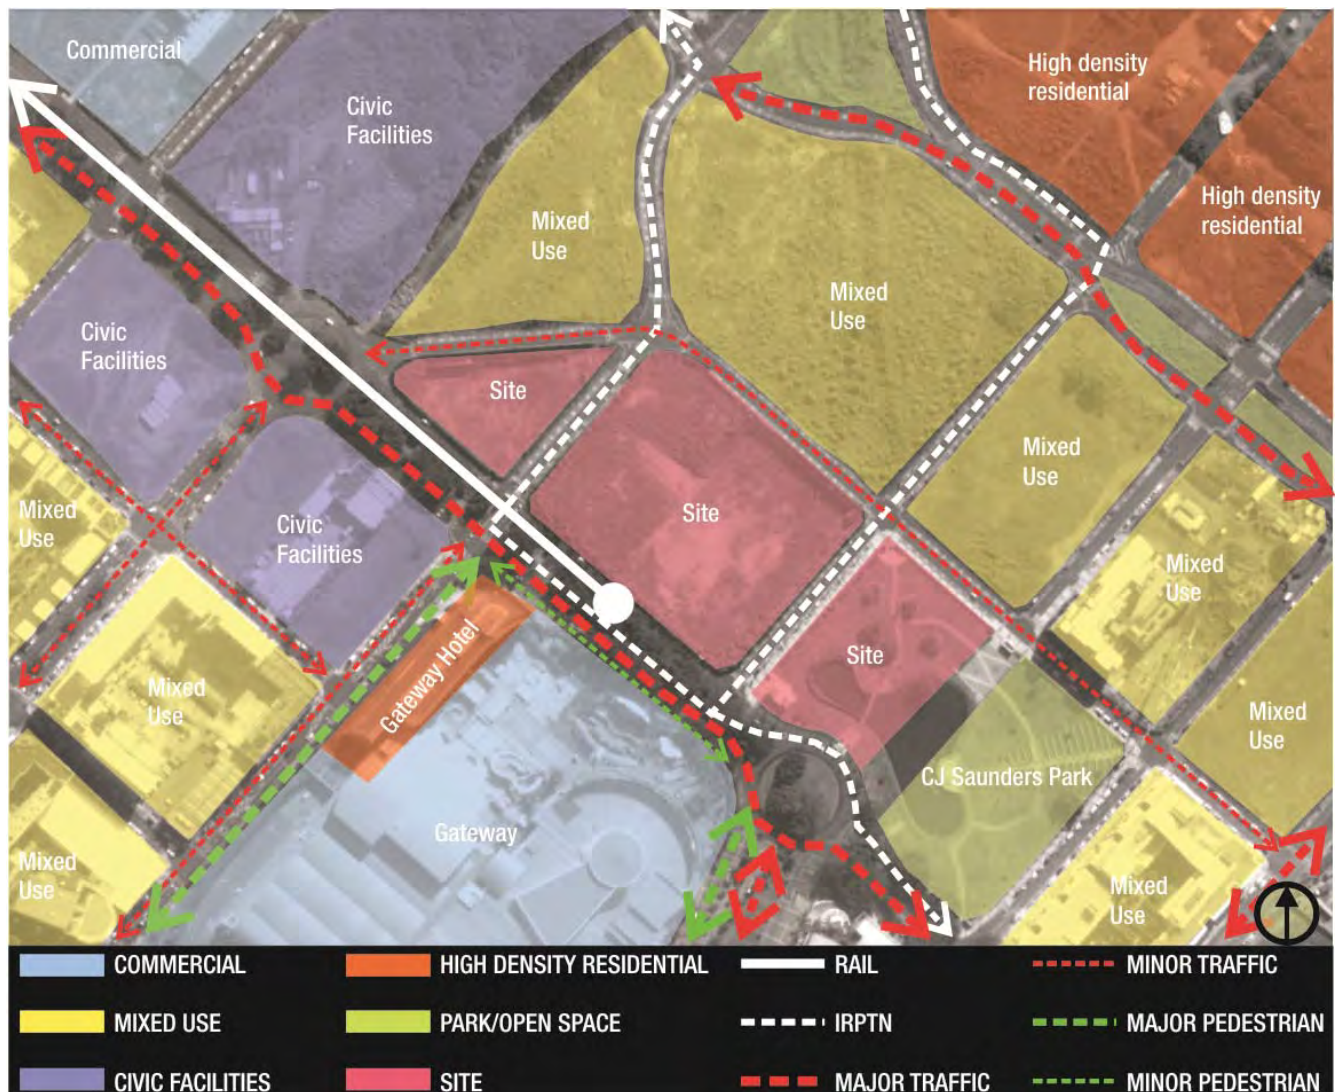 Commercial
Civic
Facilities
High density
residential
High density
residential
Mixed
Use
Mixed
Use
Civic
Facilities
Site
Mixed
Use
Site
Mixed
Use
Mixed
Use
Civic
Facilities
Site
Mixed
Use
Gateway Hotel
Mixed
Use
CJ Saunders Park
Gateway
Mixed
Use
Mixed
Use
COMMERCIAL
HIGH DENSITY RESIDENTIAL
RAIL
MINOR TRAFFIC
MIXED USE
PARK/OPEN SPACE
IRPTN
MAJOR PEDESTRIAN
CIVIC FACILITIES
SITE
MAJOR TRAFFIC
MINOR PEDESTRIAN